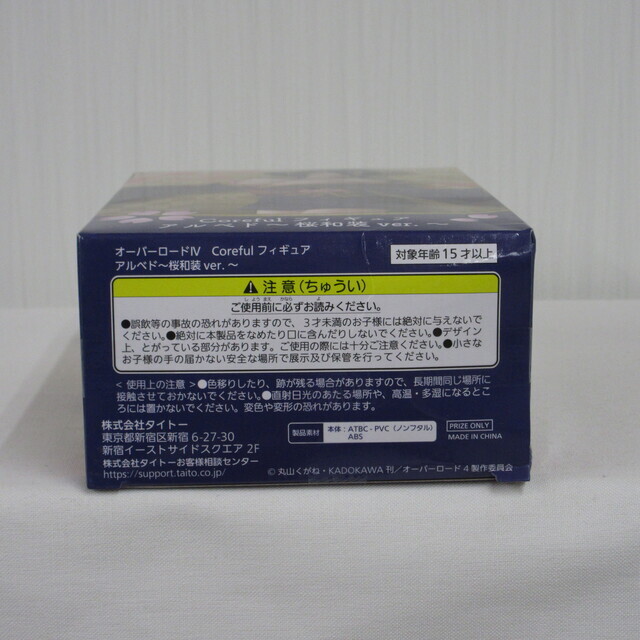 Coreful フィギュア
アルベド〜桜和装 ver.〜
オーバーロードⅣ Coreful フィギュア
アルベド〜桜和装 ver.〜
対象年齢15才以上
注意(ちゅうい)
しようまえ かなら よ
ご使用前に必ずお読みください。
●誤飲等の事故の恐れがありますので、3才未満のお子様には絶対に与えないで
ください。●絶対に本製品をなめたり口に含んだりしないでください。●デザイン
上、とがっている部分があります。ご使用の際には十分ご注意ください。●小さな
お子様の手の届かない安全な場所で展示及び保管を行ってください。
< 使用上の注意 >●色移りしたり、跡が残る場合がありますので、長期間同じ場所に
接触させておかないでください。●直射日光のあたる場所や、高温・多湿になるとこ
ろには置かないでください。変色や変形の恐れがあります。
株式会社タイトー
東京都新宿区新宿 6-27-30
新宿イーストサイドスクエア 2F
株式会社タイトーお客様相談センター
https://support.taito.co.jp/
製品素材
本体:ATBC-PVC(ノンフタル)
ABS
PRIZE ONLY
MADE IN CHINA
© 丸山くがね・KADOKAWA 刊/オーバーロード4製作委員会